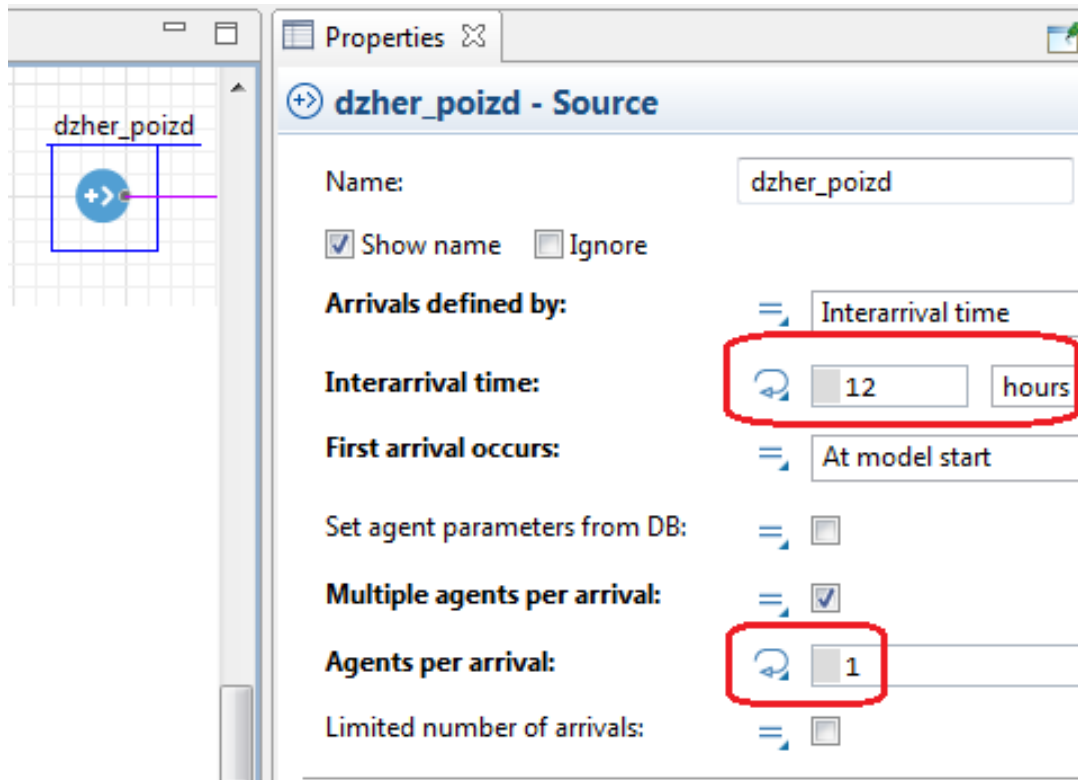 Properties
dzher_poizd
dzher_poizd - Source
Name: dzher_poizd
Show name Ignore
Arrivals defined by: Interarrival time
Interarrival time: 12 hours
First arrival occurs: At model start
Set agent parameters from DB:
Multiple agents per arrival:
Agents per arrival: 1
Limited number of arrivals: